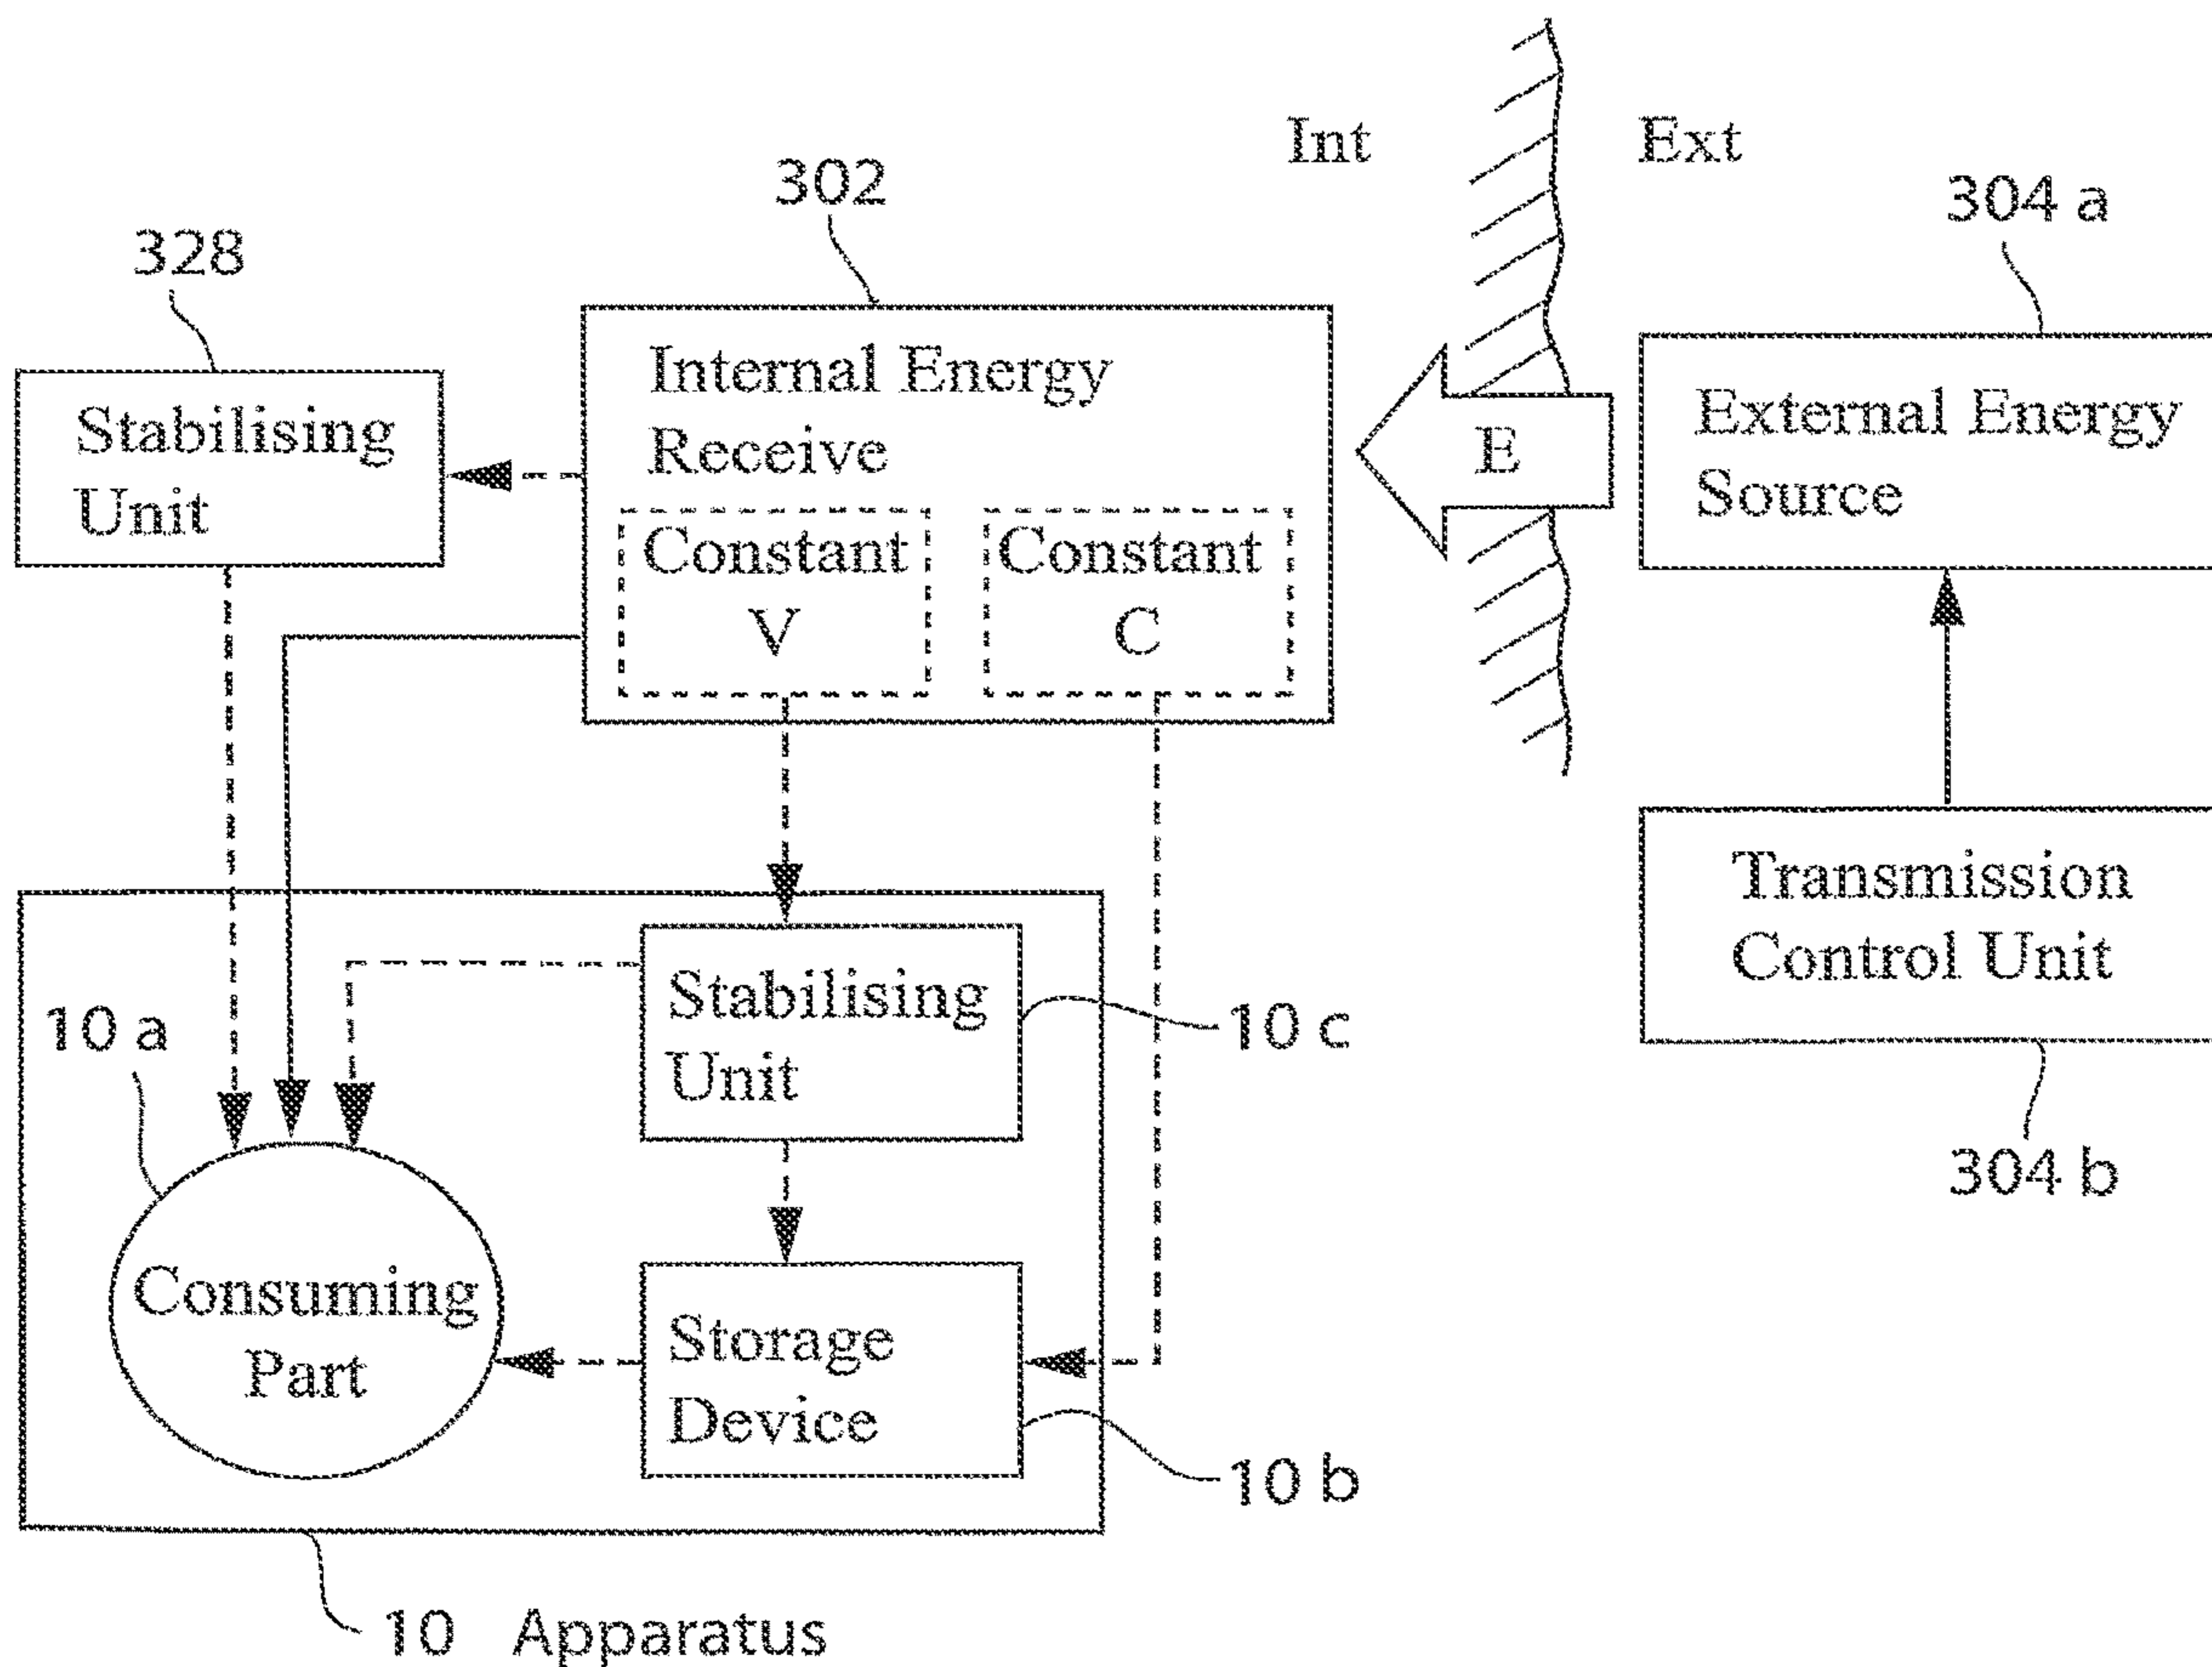 Int
Ext
302
304 a
328
Internal Energy
Receive
Stabilising
Unit
External Energy
Source
E
Constant
V
Constant
C
Transmission
Control Unit
10 a
Stabilising
Unit
10 c
304 b
Consuming
Part
Storage
Device
10 b
10 Apparatus